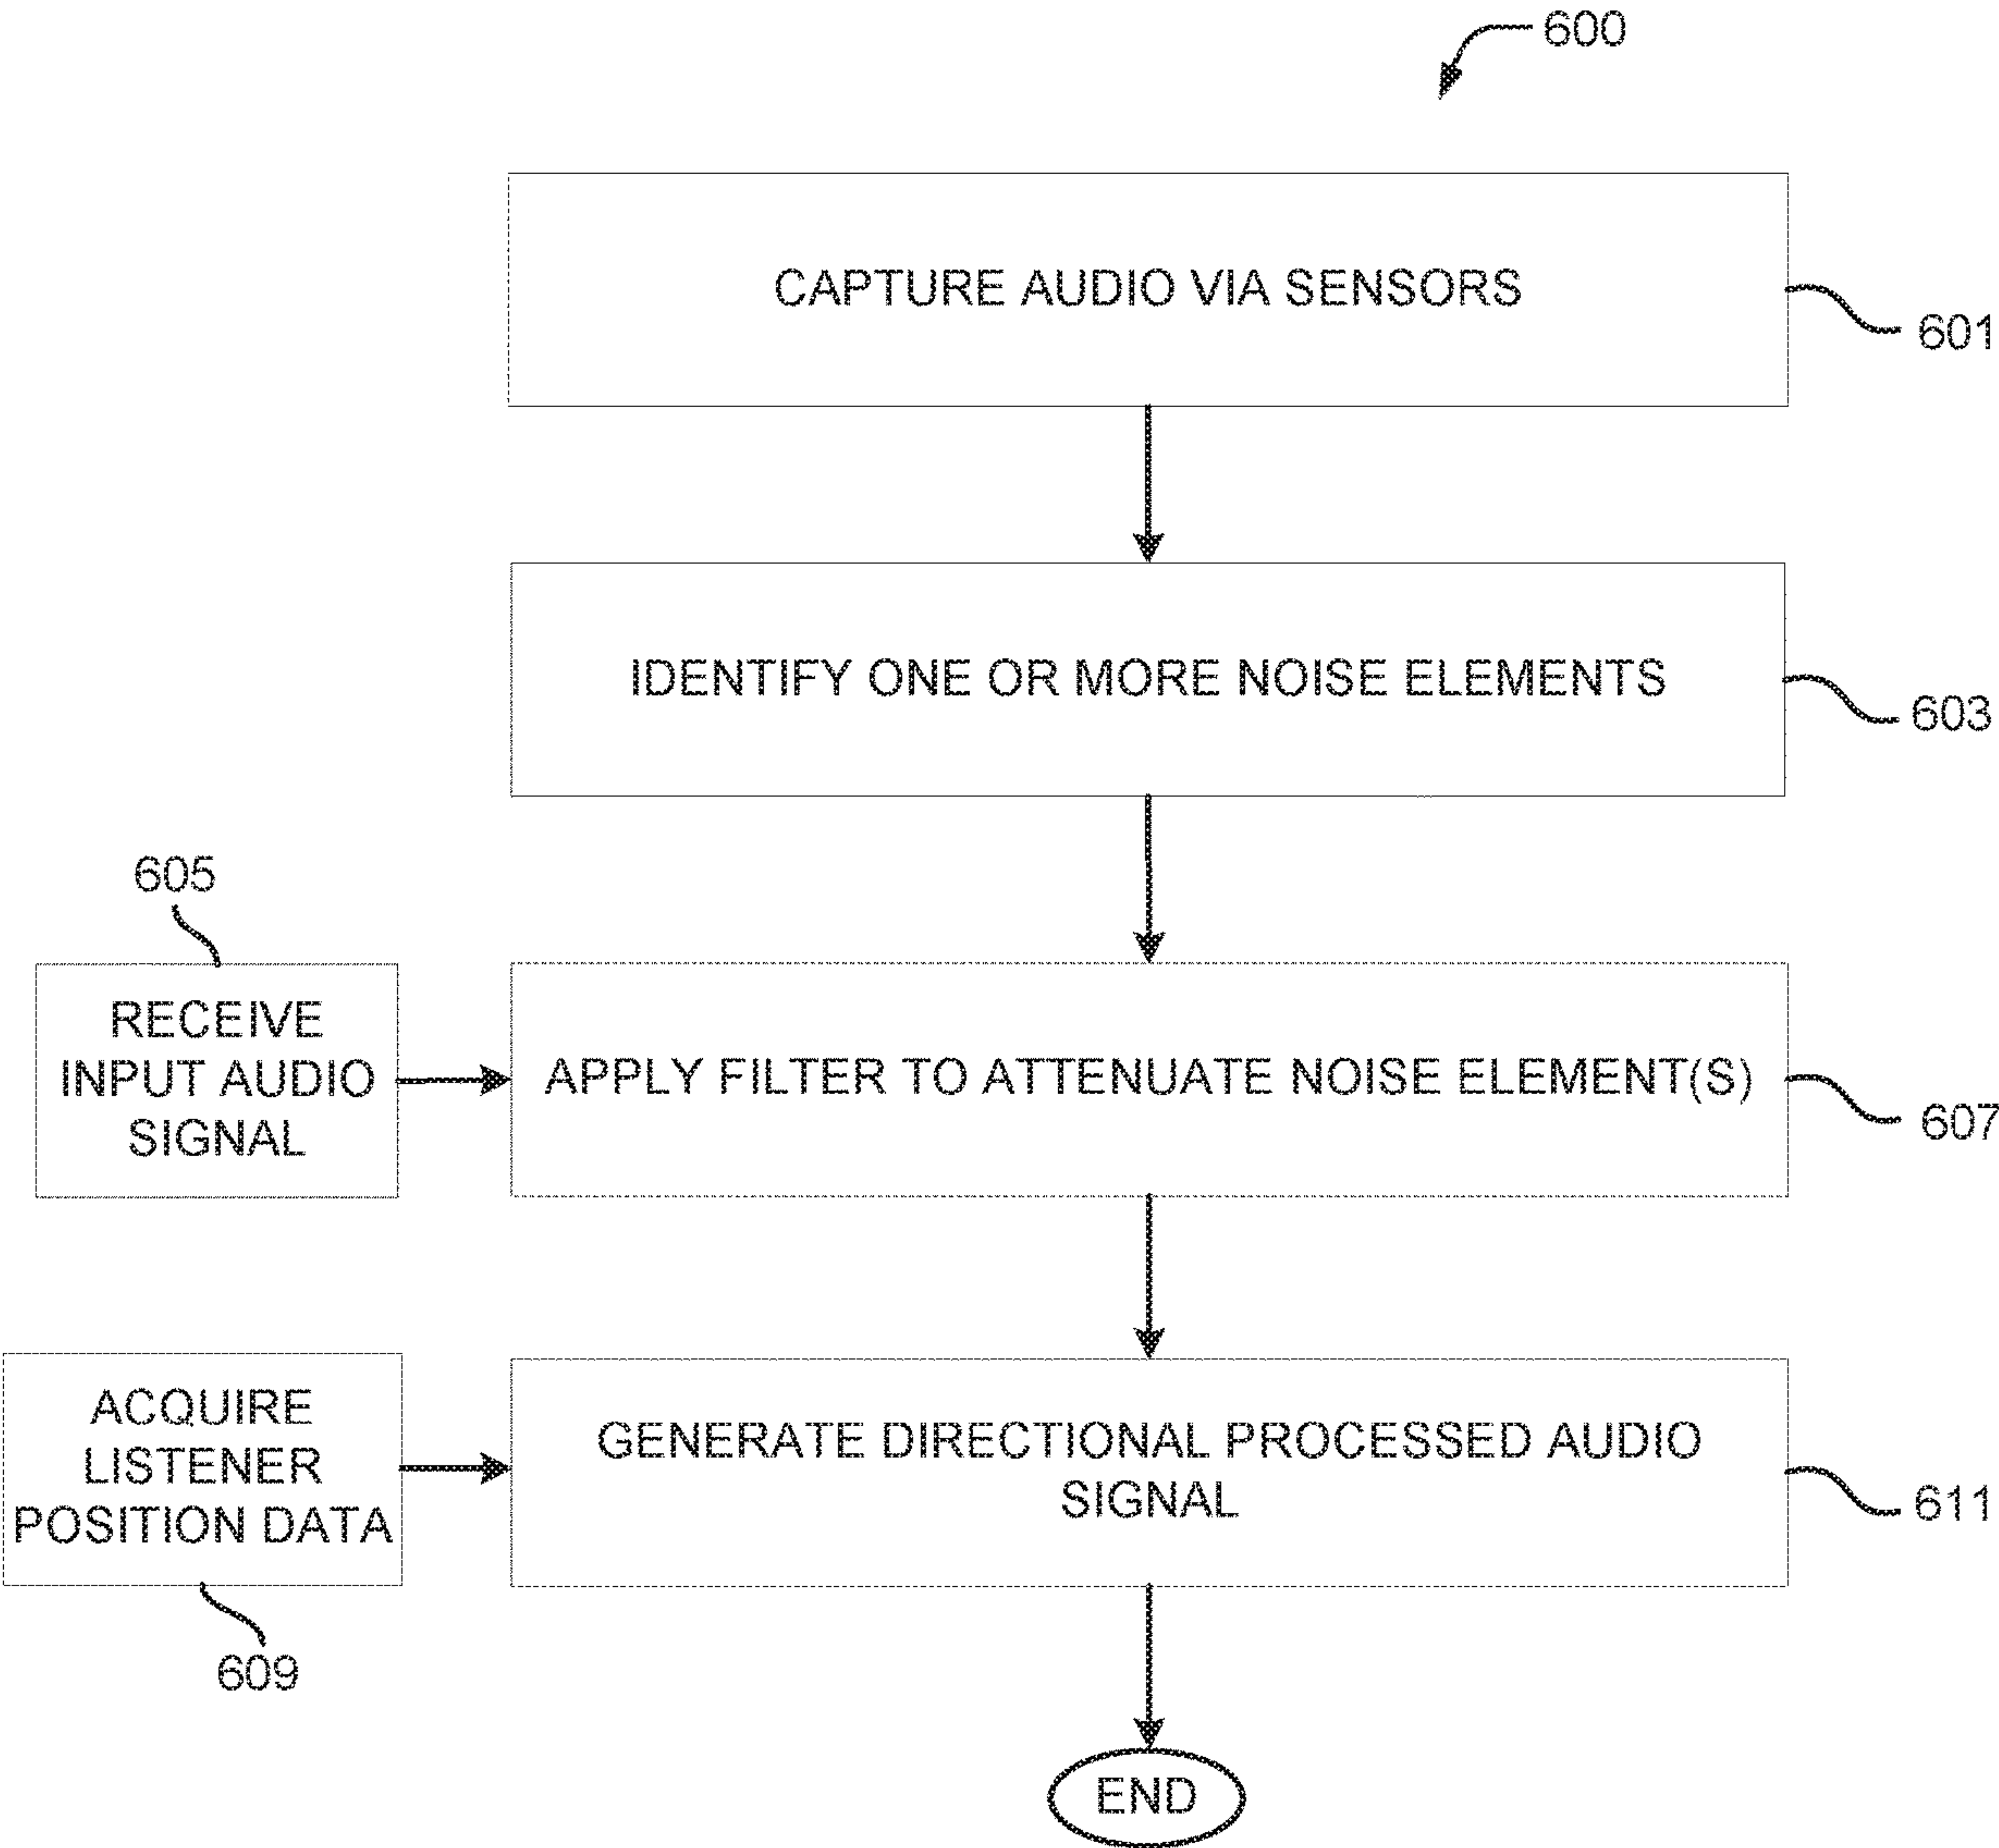 600
CAPTURE AUDIO VIA SENSORS
601
IDENTIFY ONE OR MORE NOISE ELEMENTS
603
605
RECEIVE
INPUT AUDIO
SIGNAL
APPLY FILTER TO ATTENUATE NOISE ELEMENT(S)
607
ACQUIRE
LISTENER
POSITION DATA
609
GENERATE DIRECTIONAL PROCESSED AUDIO
SIGNAL
611
END